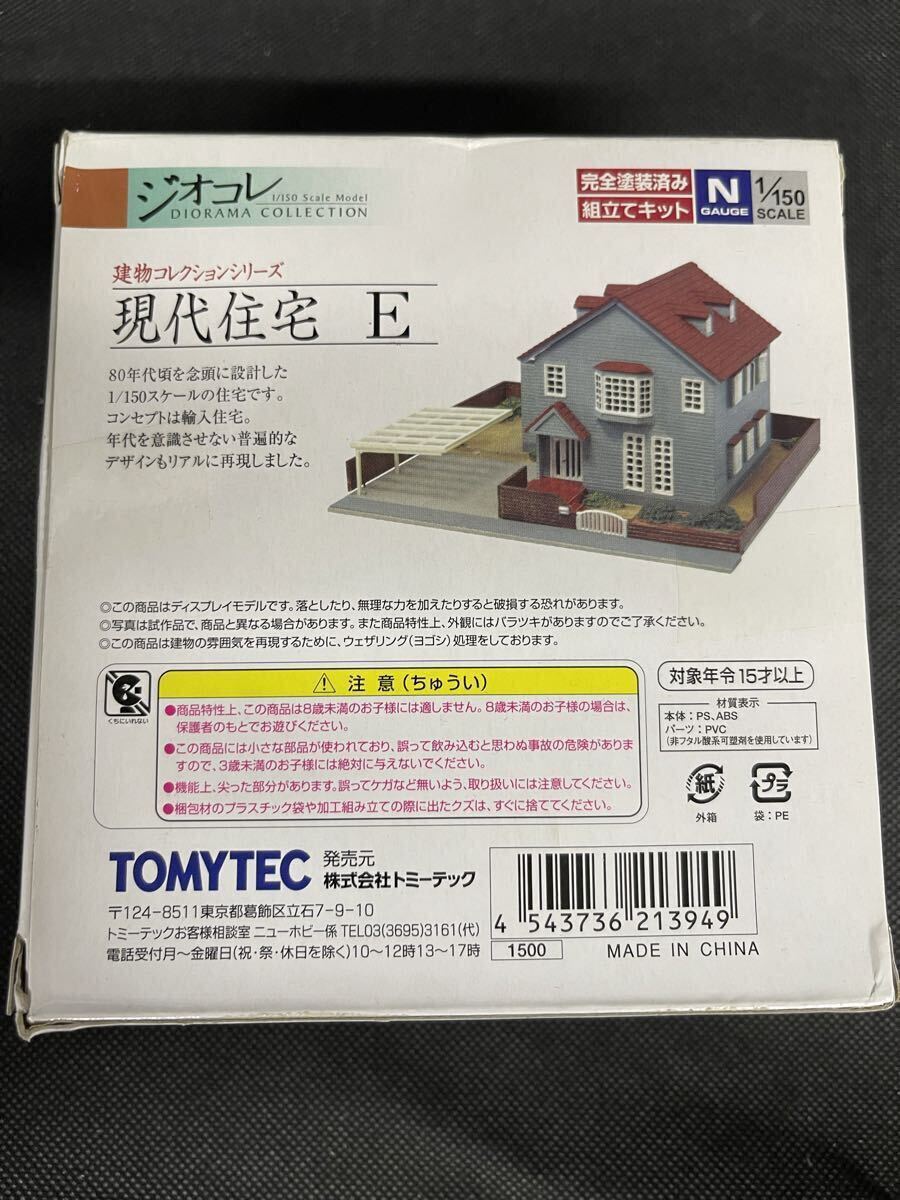 ジオコレ
1/150 Scale Model
DIORAMA COLLECTION
完全塗装済み
組立てキット
N
GAUGE
1/150
SCALE
建物コレクションシリーズ
現代住宅 E
80年代頃を念頭に設計した
1/150スケールの住宅です。
コンセプトは輸入住宅。
年代を意識させない普遍的な
デザインもリアルに再現しました。
◎この商品はディスプレイモデルです。落としたり、無理な力を加えたりすると破損する恐れがあります。
◎写真は試作品で、商品と異なる場合があります。また商品特性上、外観にはバラツキがありますのでご了承ください。
◎この商品は建物の雰囲気を再現するために、ウェザリング(ヨゴシ)処理をしております。
くちにいれない
注意(ちゅうい)
●商品特性上、この商品は8歳未満のお子様には適しません。8歳未満のお子様の場合は、
保護者のもとでお遊びください。
●この商品には小さな部品が使われており、誤って飲み込むと思わぬ事故の危険がありま
すので、3歳未満のお子様には絶対に与えないでください。
●機能上、尖った部分があります。誤ってケガなど無いよう、取り扱いには注意してください。
●梱包材のプラスチック袋や加工組み立ての際に出たクズは、すぐに捨ててください。
対象年令15才以上
材質表示
本体：PS、ABS
パーツ：PVC
(非フタル酸系可塑剤を使用しています)
紙
外箱
プラ
袋：PE
TOMYTEC
発売元
株式会社トミーテック
〒124-8511東京都葛飾区立石7-9-10
トミーテックお客様相談室 ニューホビー係 TEL03(3695)3161(代)
電話受付月〜金曜日(祝・祭・休日を除く)10〜12時13〜17時
4 543736 213949
1500
MADE IN CHINA